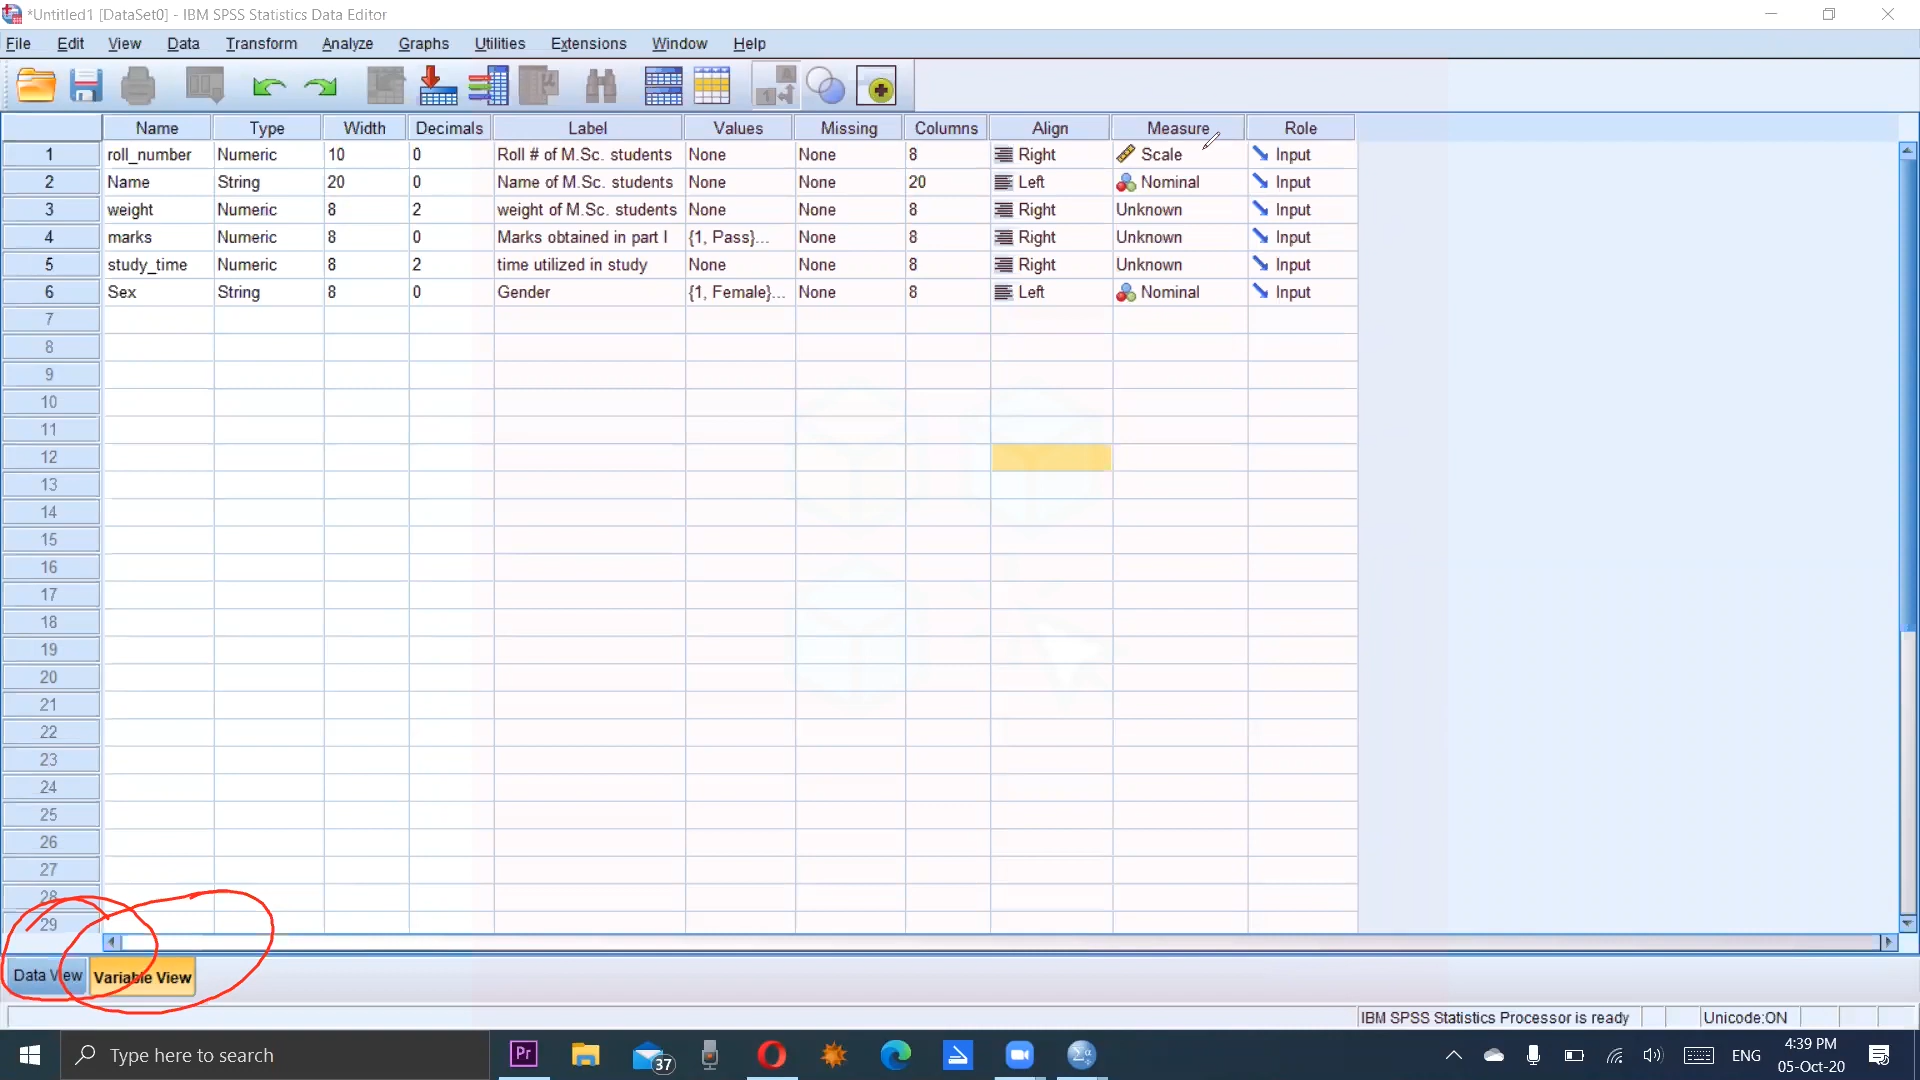 *Untitled1 [DataSet0] - IBM SPSS Statistics Data Editor
File Edit View Data Transform Analyze Graphs Utilities Extensions Window Help
Name Type Width Decimals Label Values Missing Columns Align Measure Role
1 roll_number Numeric 10 0 Roll # of M.Sc. students None None 8 Right Scale Input
2 Name String 20 0 Name of M.Sc. students None None 20 Left Nominal Input
3 weight Numeric 8 2 weight of M.Sc. students None None 8 Right Unknown Input
4 marks Numeric 8 0 Marks obtained in part I {1, Pass}... None 8 Right Unknown Input
5 study_time Numeric 8 2 time utilized in study None None 8 Right Unknown Input
6 Sex String 8 0 Gender {1, Female}... None 8 Left Nominal Input
7
8
9
10
11
12
13
14
15
16
17
18
19
20
21
22
23
24
25
26
27
28
29
Data View Variable View
IBM SPSS Statistics Processor is ready Unicode:ON
Type here to search Pr 37 Σα ENG 4:39 PM
05-Oct-20